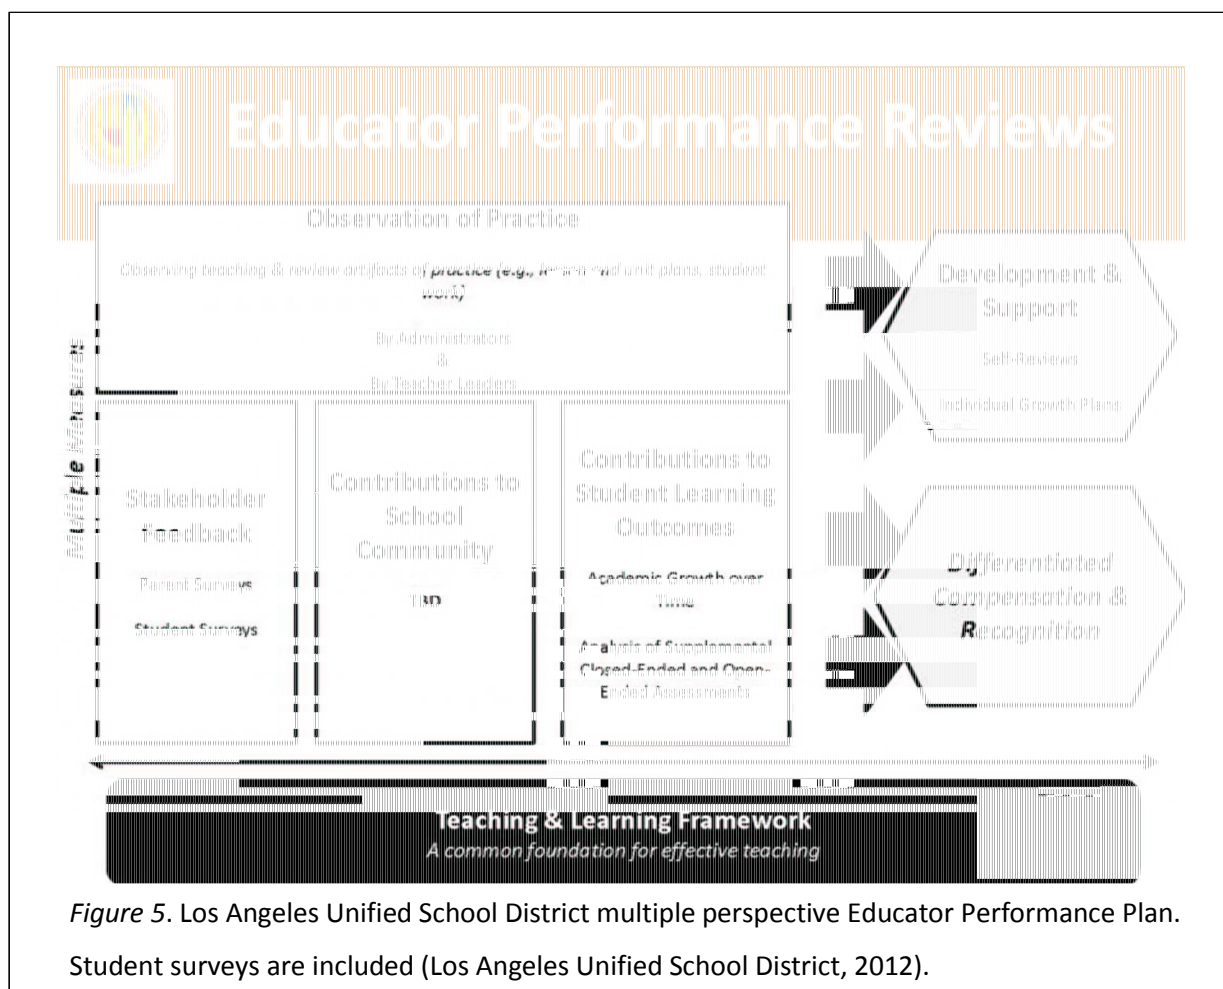 Educator Performance Reviews
Observation of Practice
Observing teaching & review artifacts of practice (e.g., lesson and unit plans, student
work)
By Administrators
&
By Teacher Leaders
Multiple Measures
Stakeholder
Feedback
Parent Surveys
Student Surveys
Contributions to
School
Community
TBD
Contributions to
Student Learning
Outcomes
Academic Growth over
Time
Analysis of Supplemental
Closed-Ended and Open-
Ended Assessments
Development &
Support
Self-Reviews
Individual Growth Plans
Differentiated
Compensation &
Recognition
Teaching & Learning Framework
A common foundation for effective teaching
Figure 5. Los Angeles Unified School District multiple perspective Educator Performance Plan.
Student surveys are included (Los Angeles Unified School District, 2012).